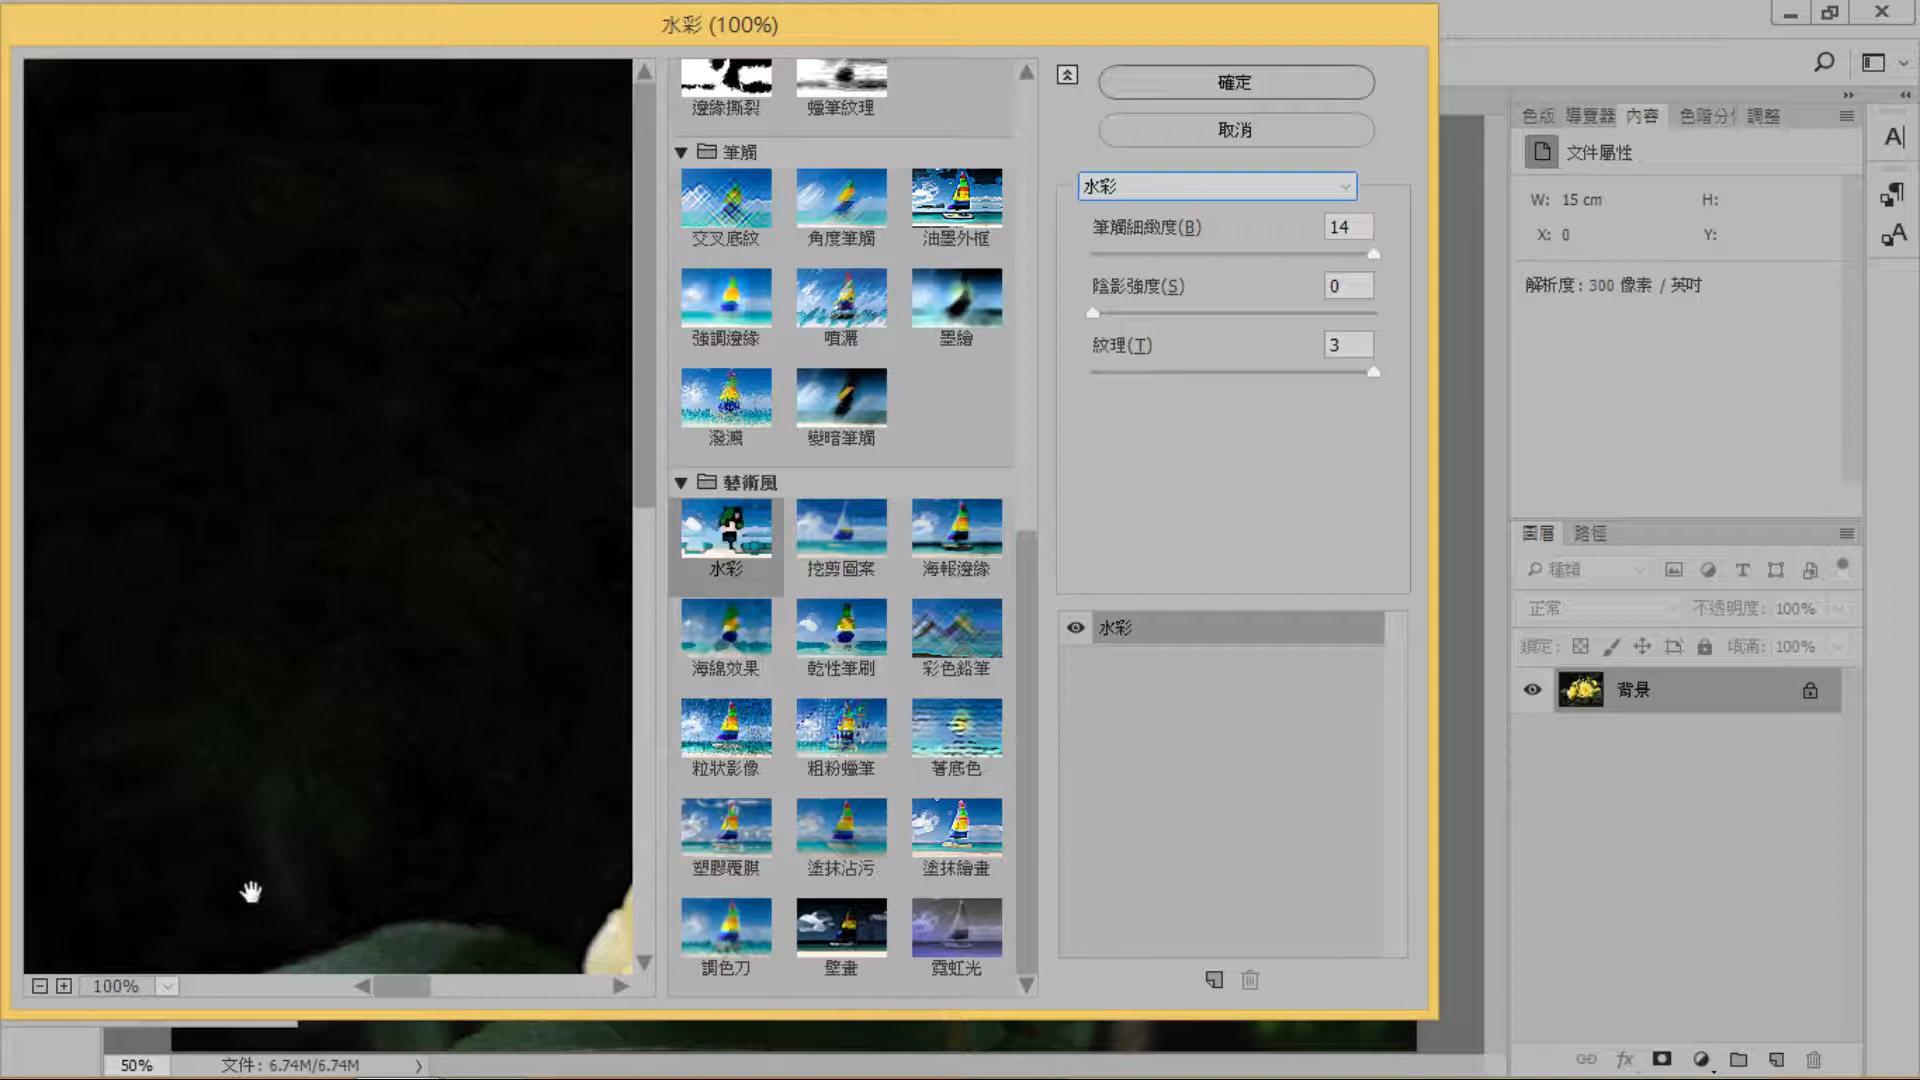 水彩 (100%)
邊緣撕裂
蠟筆紋理
筆觸
交叉底紋
角度筆觸
油墨外框
強調邊緣
噴灑
墨繪
潑濺
變暗筆觸
藝術風
水彩
挖剪圖案
海報邊緣
海綿效果
乾性筆刷
彩色鉛筆
粒狀影像
粗粉蠟筆
著底色
塑膠覆膜
塗抹沾污
塗抹繪畫
調色刀
壁畫
霓虹光
100%
確定
取消
水彩
筆觸細緻度(B) 14
陰影強度(S) 0
紋理(T) 3
水彩
色版 導覽器 內容 色階分 調整
文件屬性
W: 15 cm H:
X: 0 Y:
解析度: 300 像素 / 英吋
圖層 路徑
種類
正常 不透明度: 100%
鎖定: 填滿: 100%
背景
50% 文件: 6.74M/6.74M